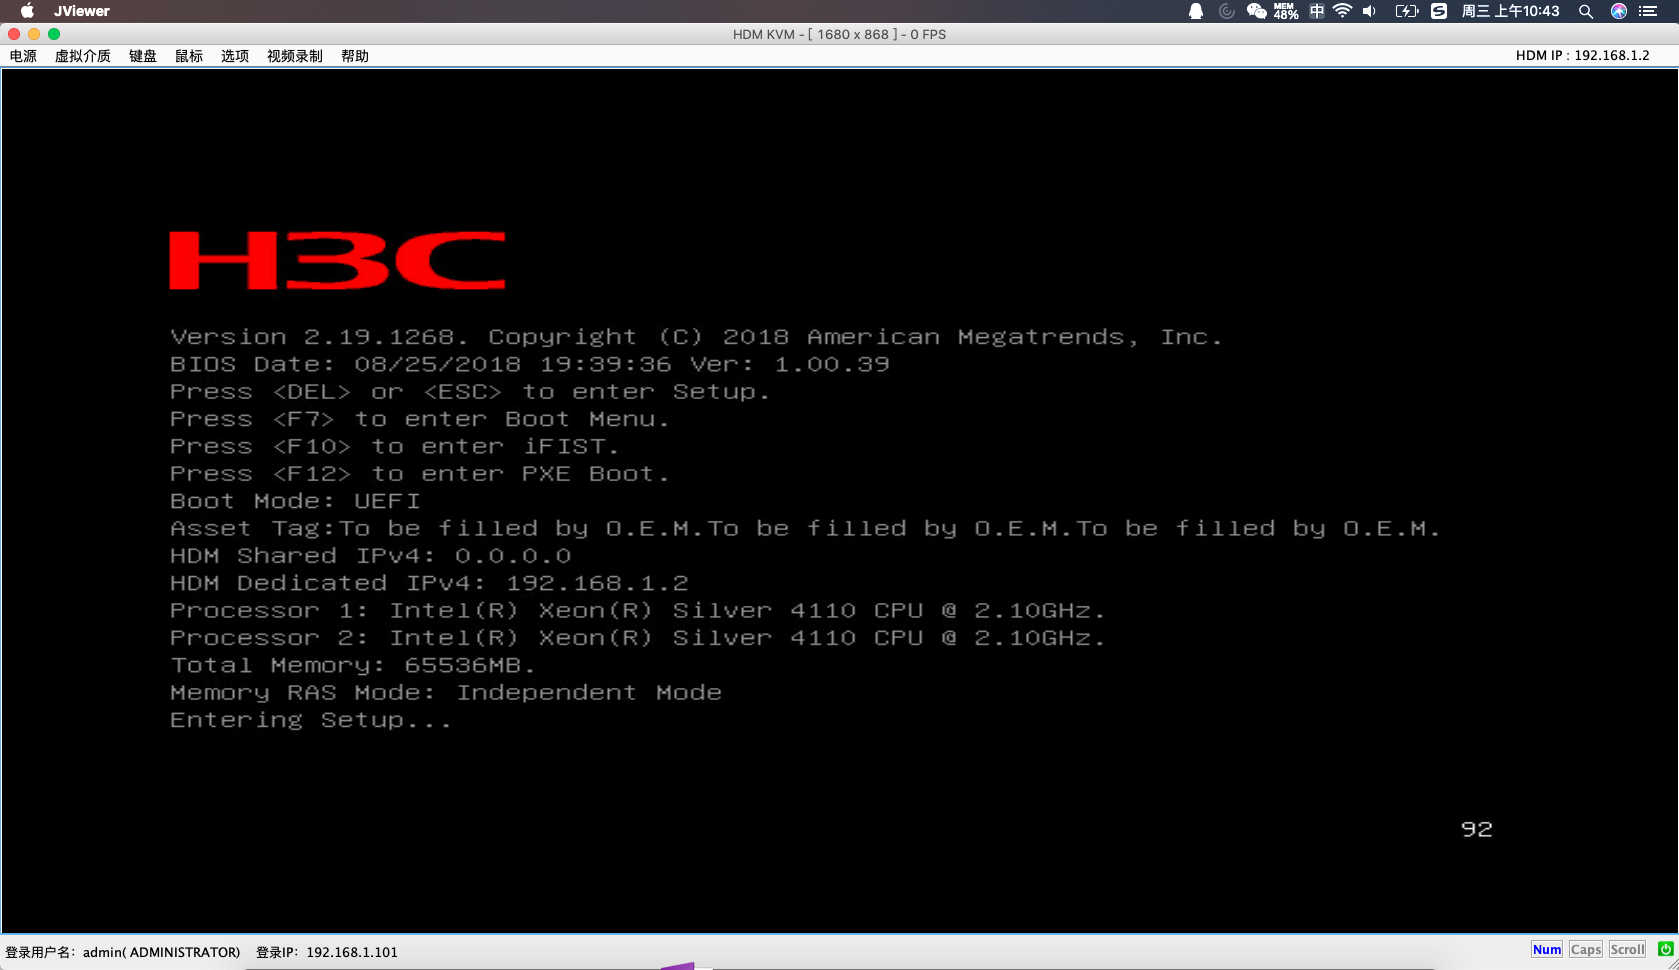 JViewer
MEM
48%
中
周三 上午10:43
HDM KVM - [ 1680 x 868 ] - 0 FPS
电源 虚拟介质 键盘 鼠标 选项 视频录制 帮助
HDM IP : 192.168.1.2
H3C
Version 2.19.1268. Copyright (C) 2018 American Megatrends, Inc.
BIOS Date: 08/25/2018 19:39:36 Ver: 1.00.39
Press <DEL> or <ESC> to enter Setup.
Press <F7> to enter Boot Menu.
Press <F10> to enter iFIST.
Press <F12> to enter PXE Boot.
Boot Mode: UEFI
Asset Tag:To be filled by O.E.M.To be filled by O.E.M.To be filled by O.E.M.
HDM Shared IPv4: 0.0.0.0
HDM Dedicated IPv4: 192.168.1.2
Processor 1: Intel(R) Xeon(R) Silver 4110 CPU @ 2.10GHz.
Processor 2: Intel(R) Xeon(R) Silver 4110 CPU @ 2.10GHz.
Total Memory: 65536MB.
Memory RAS Mode: Independent Mode
Entering Setup...
92
登录用户名: admin( ADMINISTRATOR) 登录IP: 192.168.1.101
Num Caps Scroll